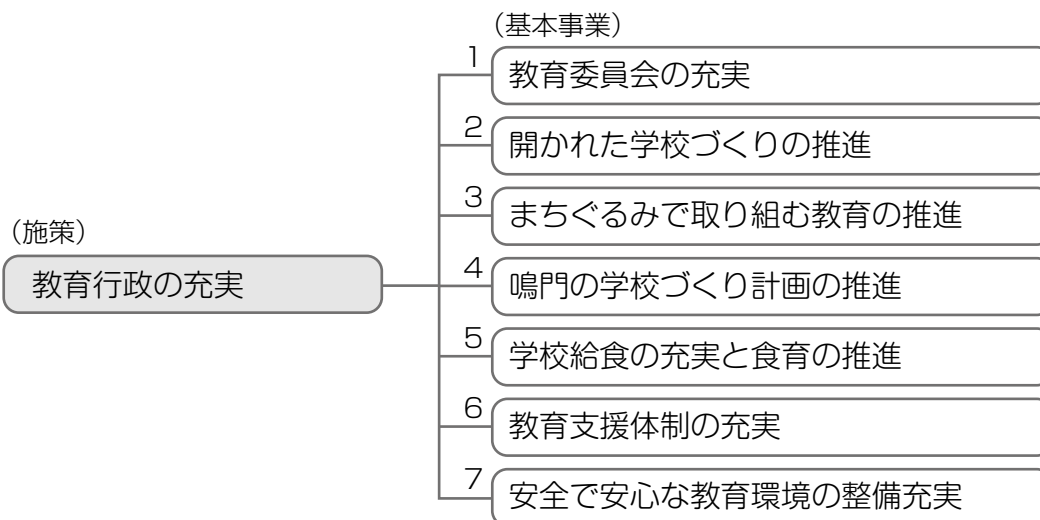 （基本事業）
1 教育委員会の充実
2 開かれた学校づくりの推進
3 まちぐるみで取り組む教育の推進
（施策）
教育行政の充実
4 鳴門の学校づくり計画の推進
5 学校給食の充実と食育の推進
6 教育支援体制の充実
7 安全で安心な教育環境の整備充実